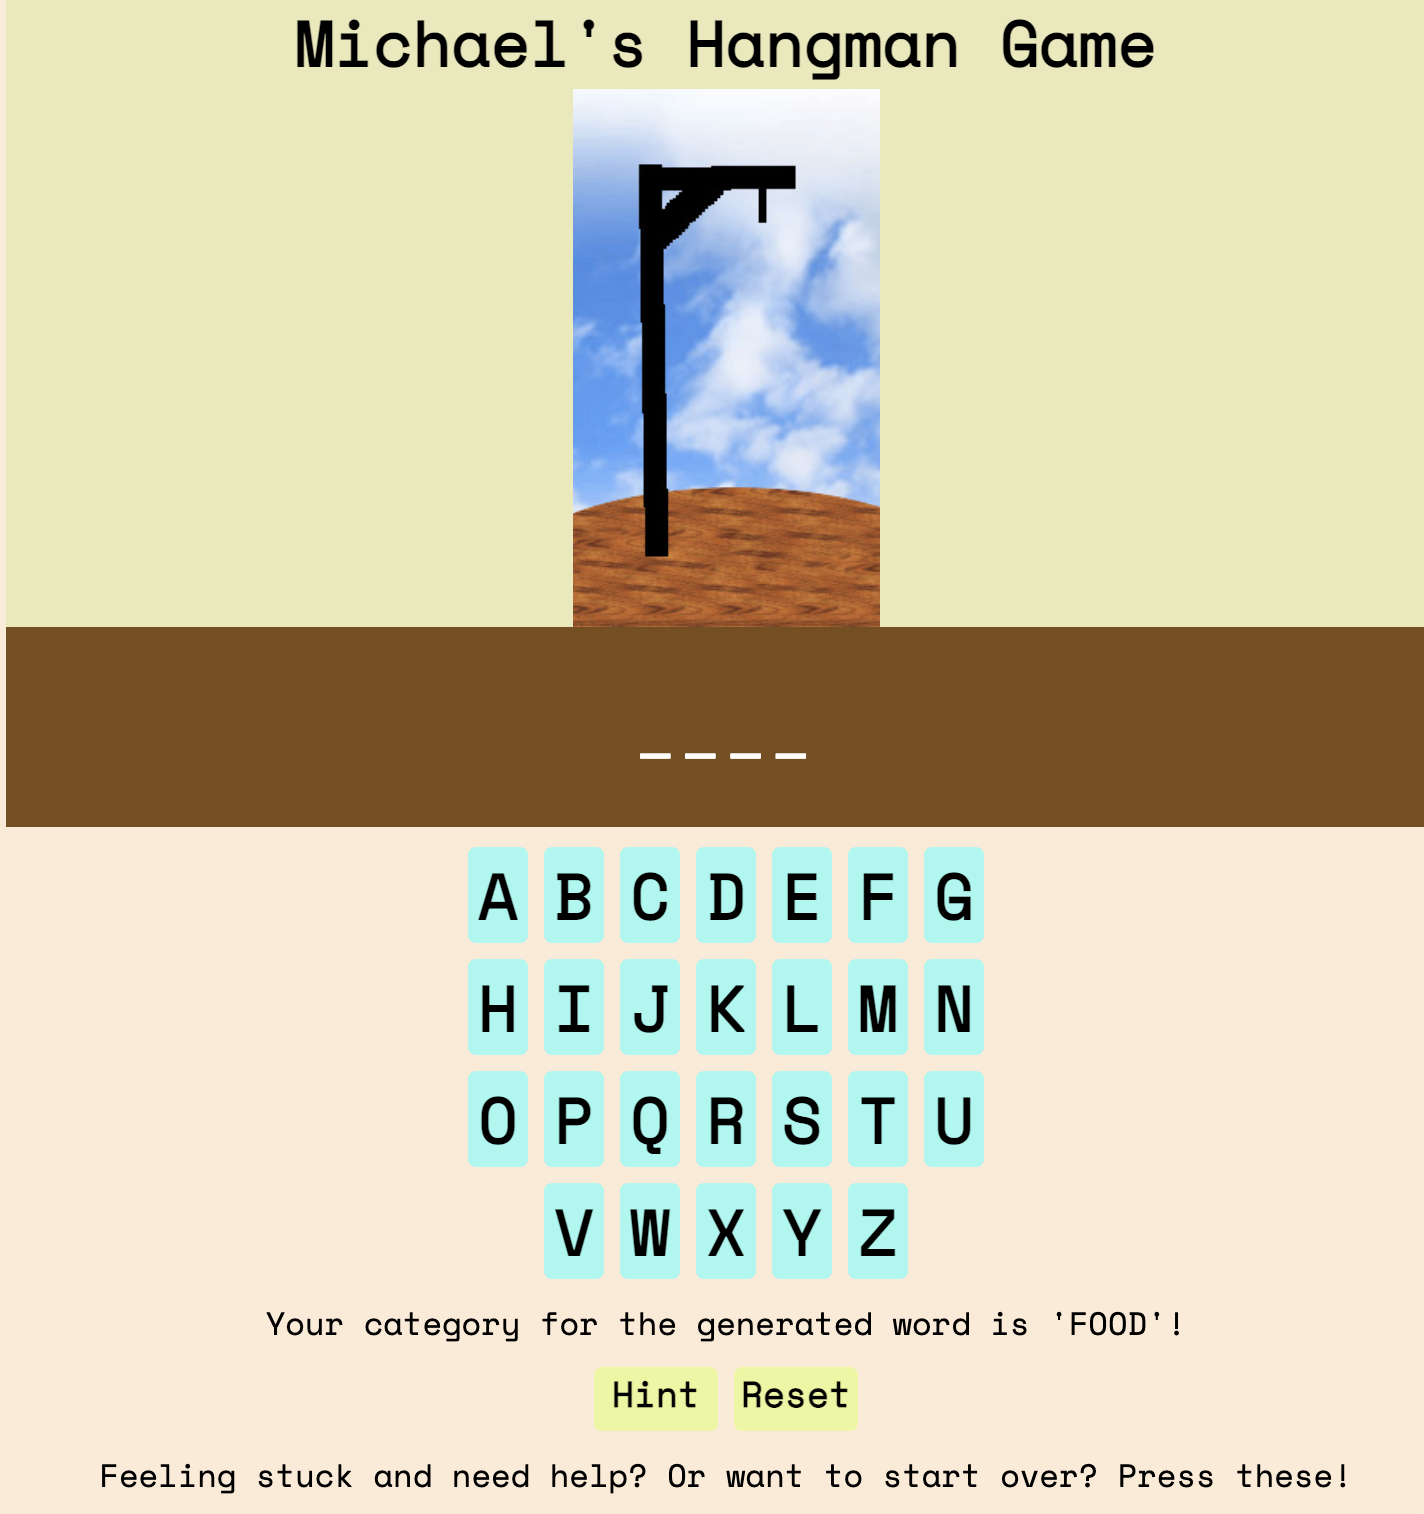 Michael's Hangman Game
_ _ _ _
A B C D E F G
H I J K L M N
O P Q R S T U
V W X Y Z
Your category for the generated word is 'FOOD'!
Hint Reset
Feeling stuck and need help? Or want to start over? Press these!